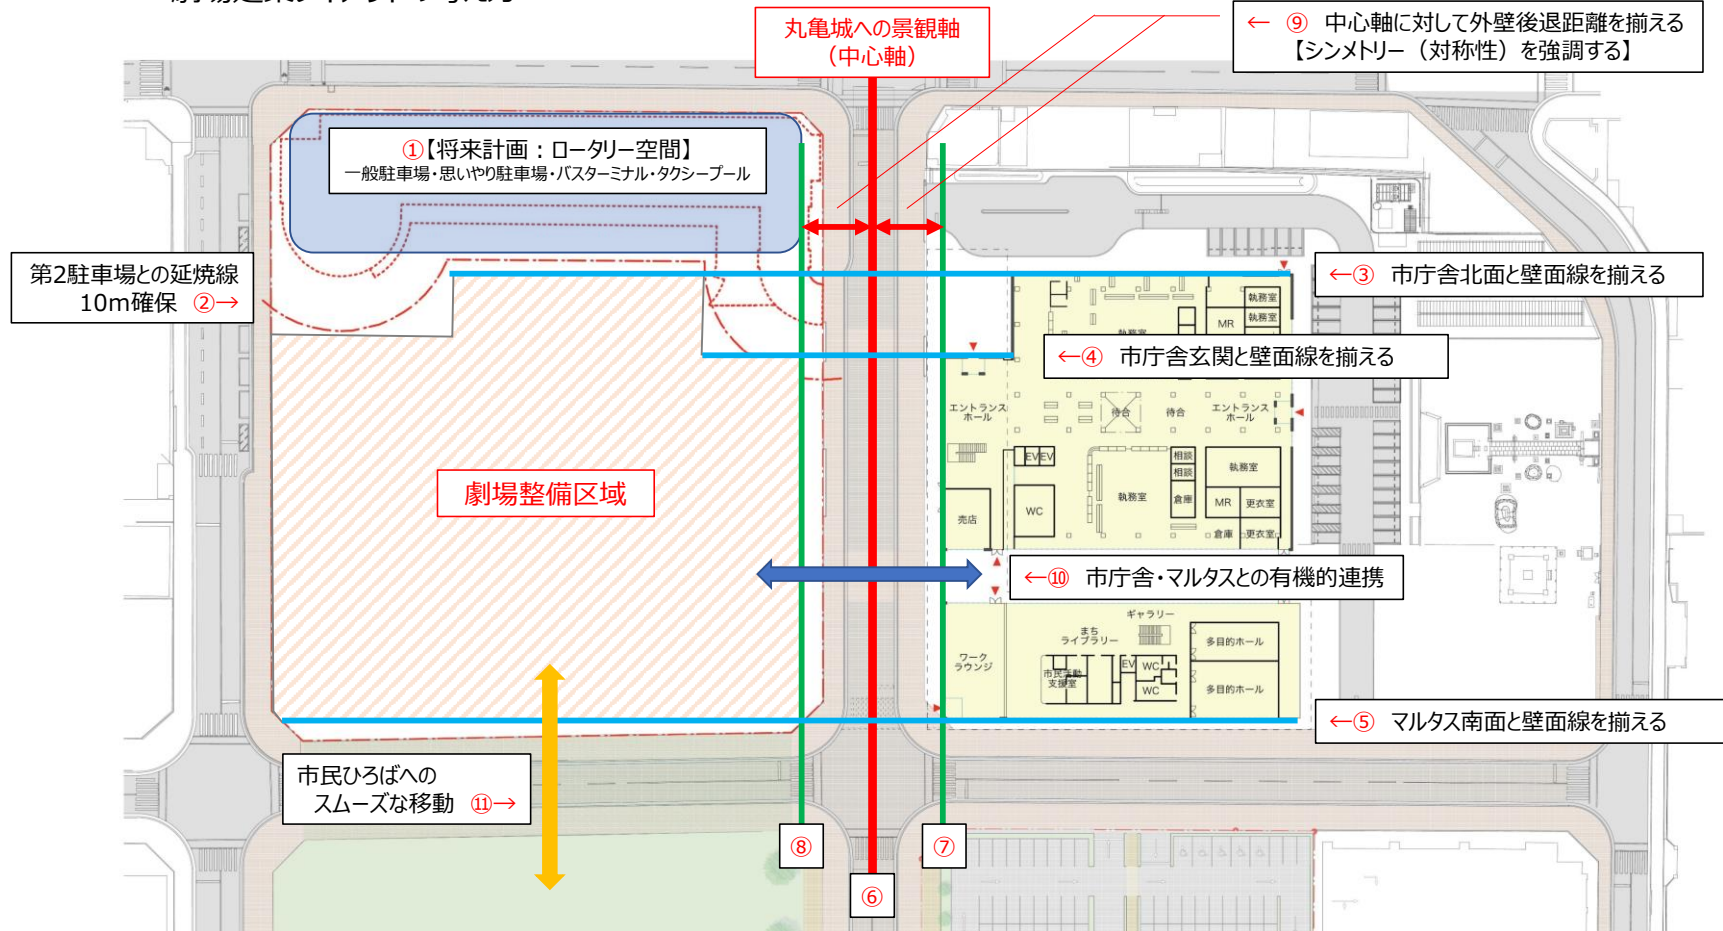 丸亀城への景観軸
（中心軸）
← ⑨ 中心軸に対して外壁後退距離を揃える
【シンメトリー（対称性）を強調する】
①【将来計画：ロータリー空間】
一般駐車場・思いやり駐車場・バスターミナル・タクシープール
第2駐車場との延焼線
10m確保 ②→
←③ 市庁舎北面と壁面線を揃える
執務室
執務室
MR
執務室
←④ 市庁舎玄関と壁面線を揃える
エントランス
ホール
待合
待合
エントランス
ホール
EV
EV
相談
相談
執務室
劇場整備区域
執務室
倉庫
MR
更衣室
WC
売店
倉庫
更衣室
←⑩ 市庁舎・マルタスとの有機的連携
ギャラリー
まち
ライブラリー
多目的ホール
ワーク
ラウンジ
EV
WC
市民活動
支援室
WC
多目的ホール
←⑤ マルタス南面と壁面線を揃える
市民ひろばへの
スムーズな移動 ⑪→
⑧
⑦
⑥